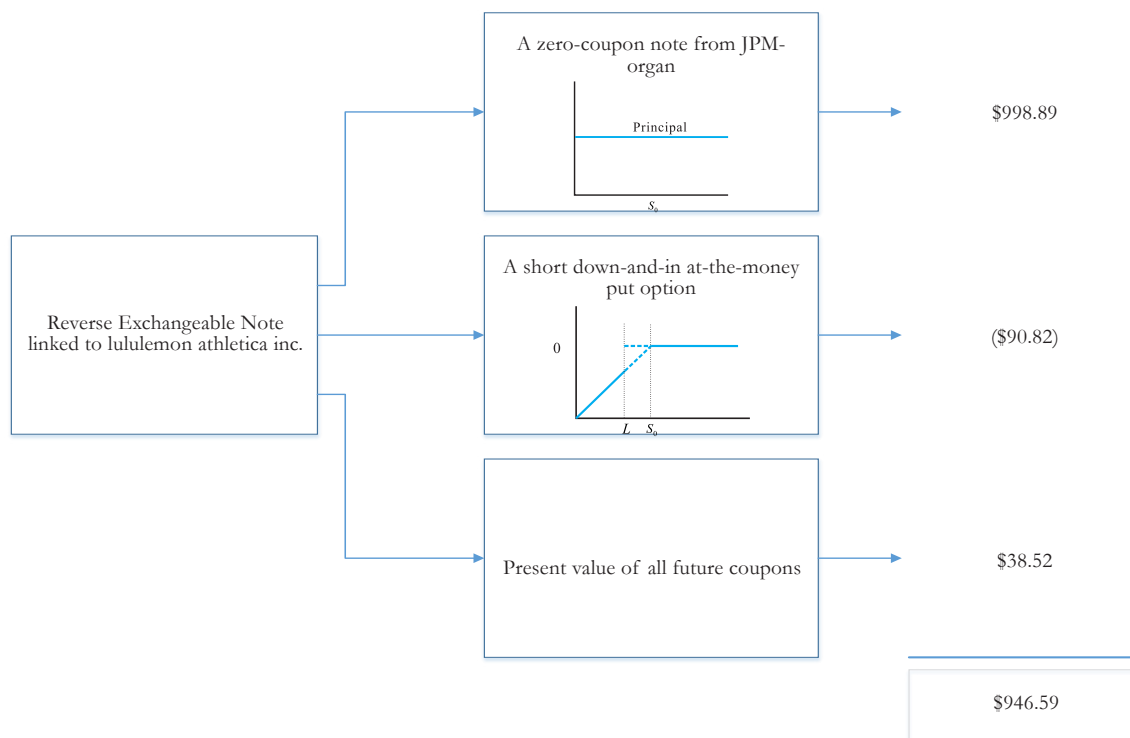 A zero-coupon note from JPM-
organ
Principal
S₀
$998.89
Reverse Exchangeable Note
linked to lululemon athletica inc.
A short down-and-in at-the-money
put option
0
L
S₀
($90.82)
Present value of all future coupons
$38.52
$946.59